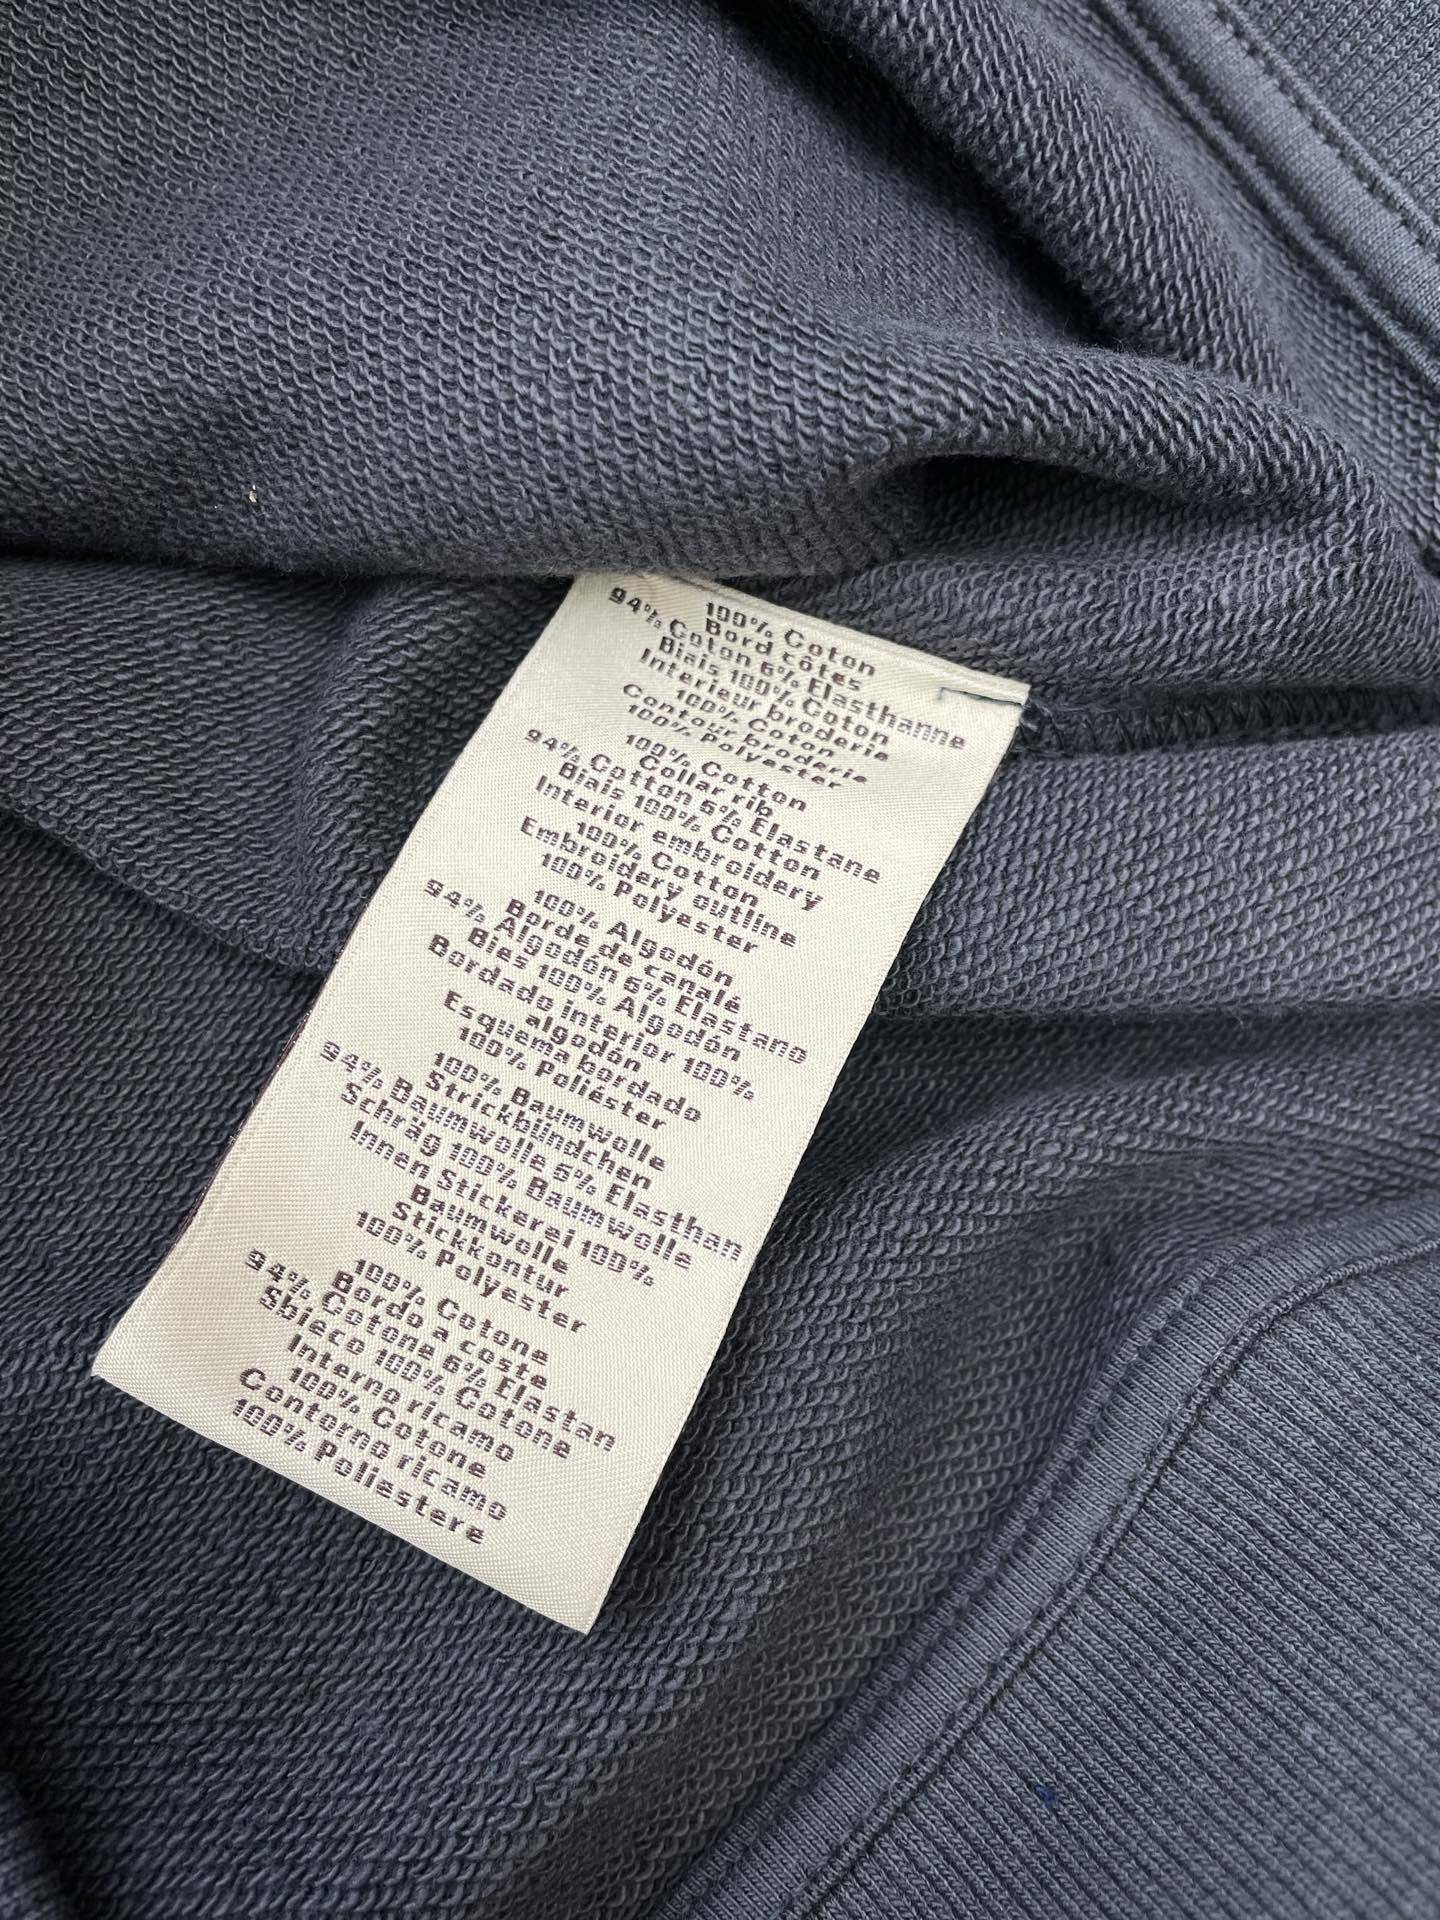 100% Coton
Bord côtes
94% Coton 6% Elasthanne
Biais 100% Coton
Interieur broderie
100% Coton
Contour broderie
100% Polyester
100% Cotton
Collar rib
94% Cotton 6% Elastane
Biais 100% Cotton
Interior embroidery
100% Cotton
Embroidery outline
100% Polyester
100% Algodón
Borde de canalé
94% Algodón 6% Elastano
Bies 100% Algodón
Bordado interior 100%
algodón
Esquema bordado
100% Poliéster
100% Baumwolle
Strickbündchen
94% Baumwolle 6% Elasthan
Schräg 100% Baumwolle
Innen Stickerei 100%
Baumwolle
Stickkontur
100% Polyester
100% Cotone
Bordo a coste
94% Cotone 6% Elastan
Sbieco 100% Cotone
Interno ricamo
100% Cotone
Contorno ricamo
100% Poliestere